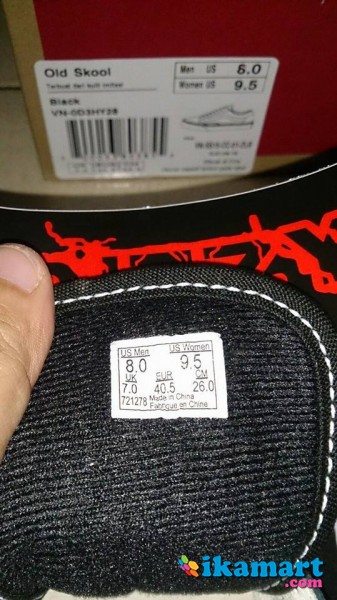 Old Skool
Terbuat dari kulit imitasi
Black
VN-0D3HY28
Men US 8.0
Women US 9.5
US Men US Women
8.0 9.5
UK EUR CM
7.0 40.5 26.0
721278 Made in China
Fabriqué en Chine
ikamart
.com